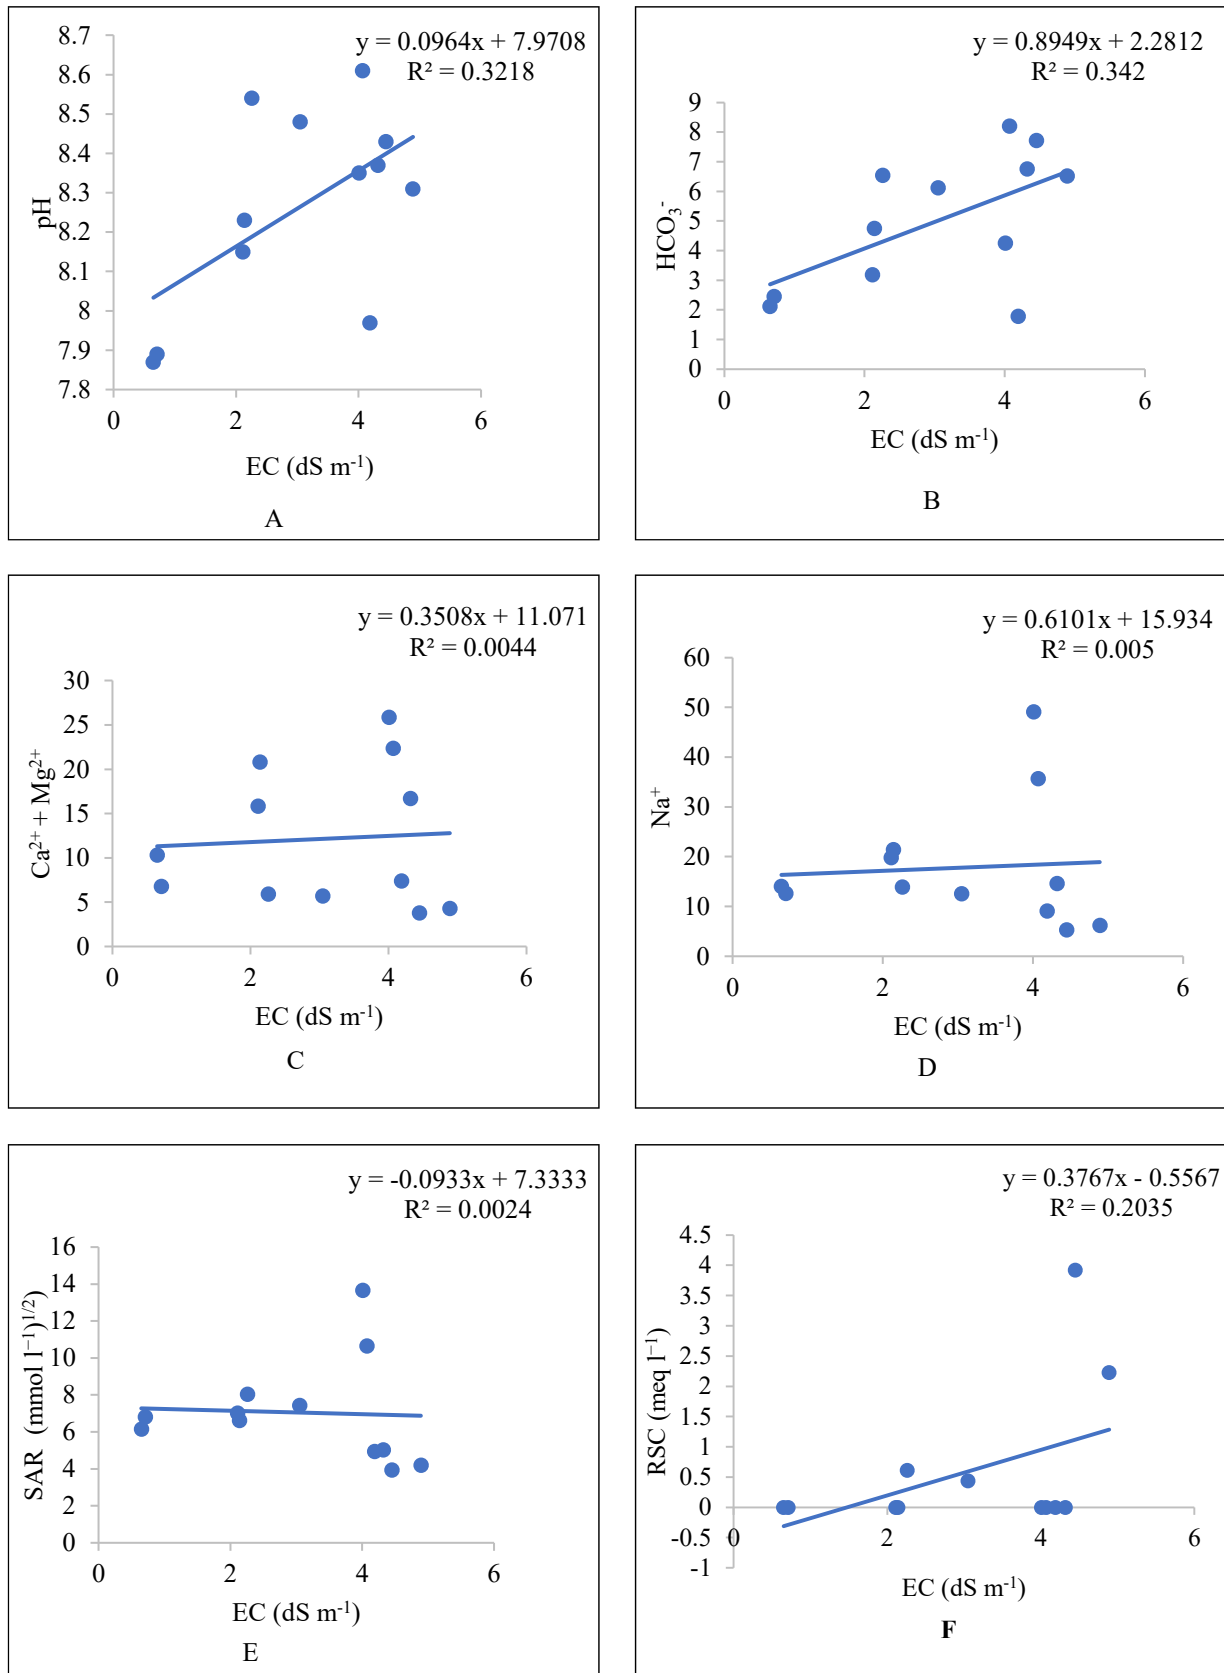 y = 0.0964x + 7.9708
R² = 0.3218
8.7
8.6
8.5
8.4
8.3
8.2
8.1
8
7.9
7.8
pH
0 2 4 6
EC (dS m⁻¹)
A
y = 0.8949x + 2.2812
R² = 0.342
9
8
7
6
5
4
3
2
1
0
HCO₃⁻
0 2 4 6
EC (dS m⁻¹)
B
y = 0.3508x + 11.071
R² = 0.0044
30
25
20
15
10
5
0
Ca²⁺ + Mg²⁺
0 2 4 6
EC (dS m⁻¹)
C
y = 0.6101x + 15.934
R² = 0.005
60
50
40
30
20
10
0
Na⁺
0 2 4 6
EC (dS m⁻¹)
D
y = -0.0933x + 7.3333
R² = 0.0024
16
14
12
10
8
6
4
2
0
SAR (mmol l⁻¹)¹/²
0 2 4 6
EC (dS m⁻¹)
E
y = 0.3767x - 0.5567
R² = 0.2035
4.5
4
3.5
3
2.5
2
1.5
1
0.5
0
-0.5
-1
RSC (meq l⁻¹)
0 2 4 6
EC (dS m⁻¹)
F